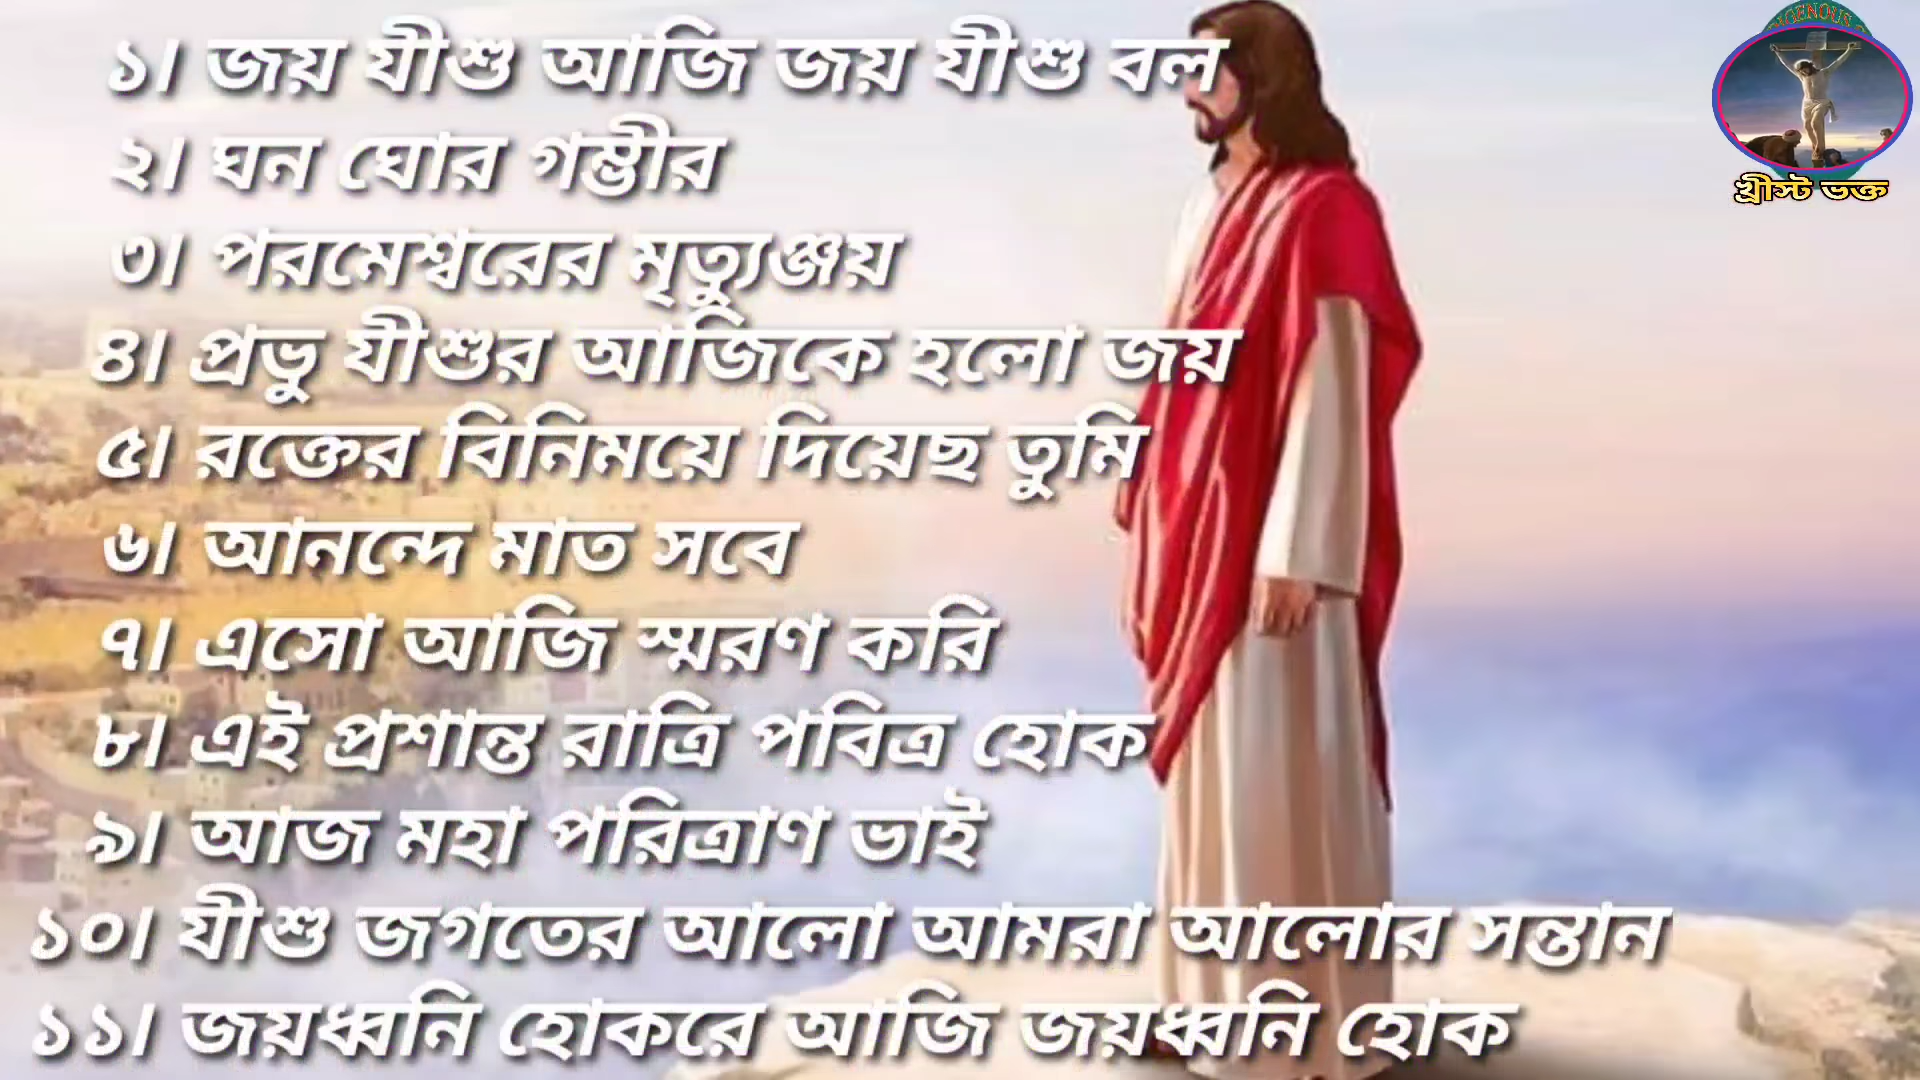 ১। জয় যীশু আজি জয় যীশু বল
২। ঘন ঘোর গম্ভীর
৩। পরমেশ্বরের মৃত্যুঞ্জয়
৪। প্রভু যীশুর আজিকে হলো জয়
৫। রক্তের বিনিময়ে দিয়েছ তুমি
৬। আনন্দে মাত সবে
৭। এসো আজি স্মরণ করি
৮। এই প্রশান্ত রাত্রি পবিত্র হোক
৯। আজ মহা পরিত্রাণ ভাই
১০। যীশু জগতের আলো আমরা আলোর সন্তান
১১। জয়ধ্বনি হোকরে আজি জয়ধ্বনি হোক
খ্রীস্ট ভক্ত